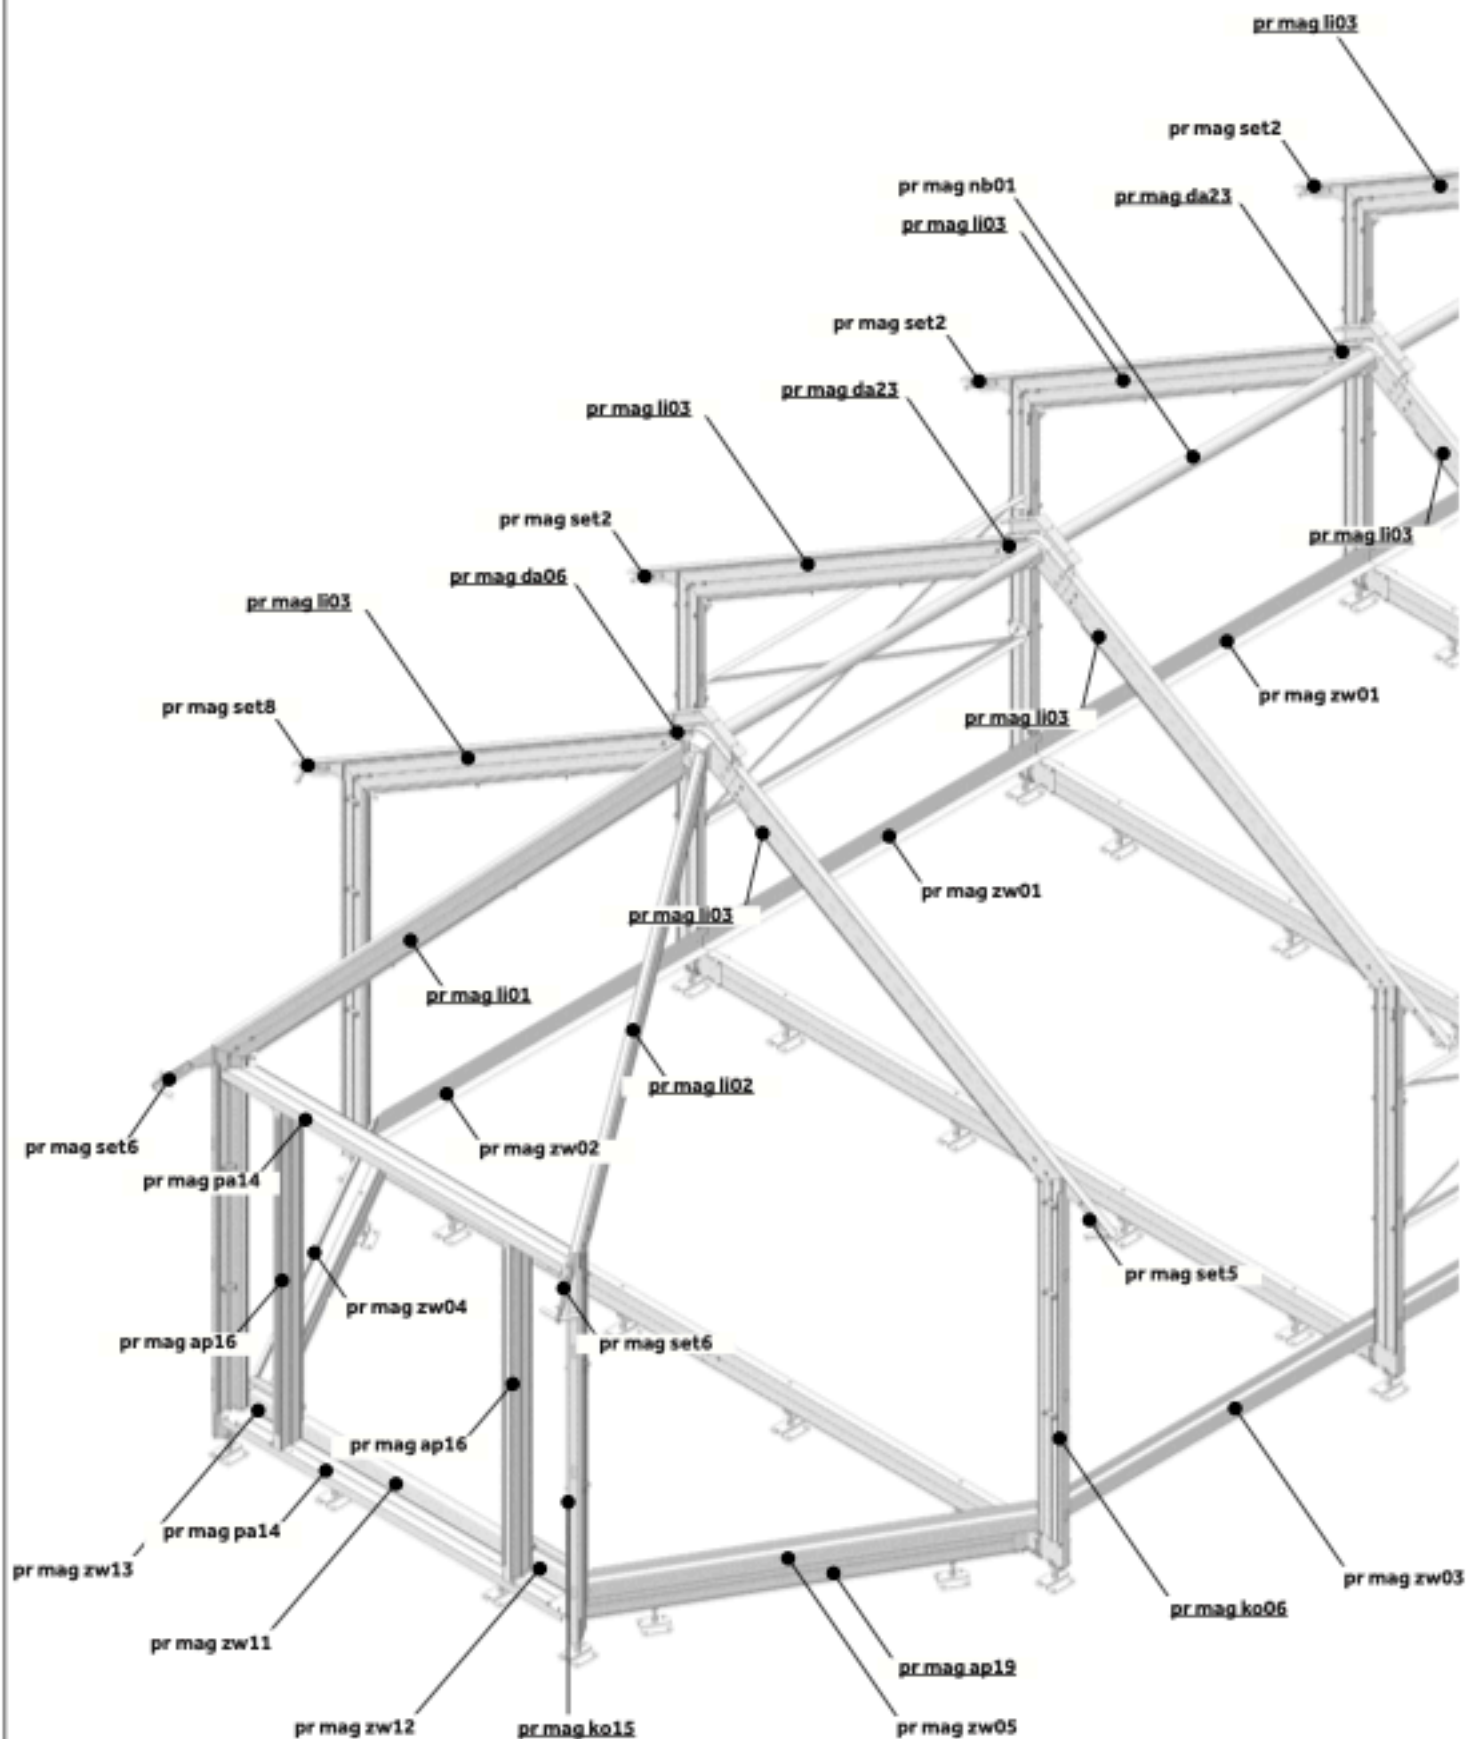 pr mag li03
pr mag set2
pr mag nb01
pr mag da23
pr mag li03
pr mag set2
pr mag da23
pr mag li03
pr mag set2
pr mag li03
pr mag da06
pr mag li03
pr mag zw01
pr mag set8
pr mag li03
pr mag zw01
pr mag li03
pr mag li01
pr mag li02
pr mag set6
pr mag zw02
pr mag pa14
pr mag set5
pr mag zw04
pr mag ap16
pr mag set6
pr mag ap16
pr mag pa14
pr mag zw13
pr mag zw03
pr mag ko06
pr mag zw11
pr mag ap19
pr mag zw12
pr mag ko15
pr mag zw05